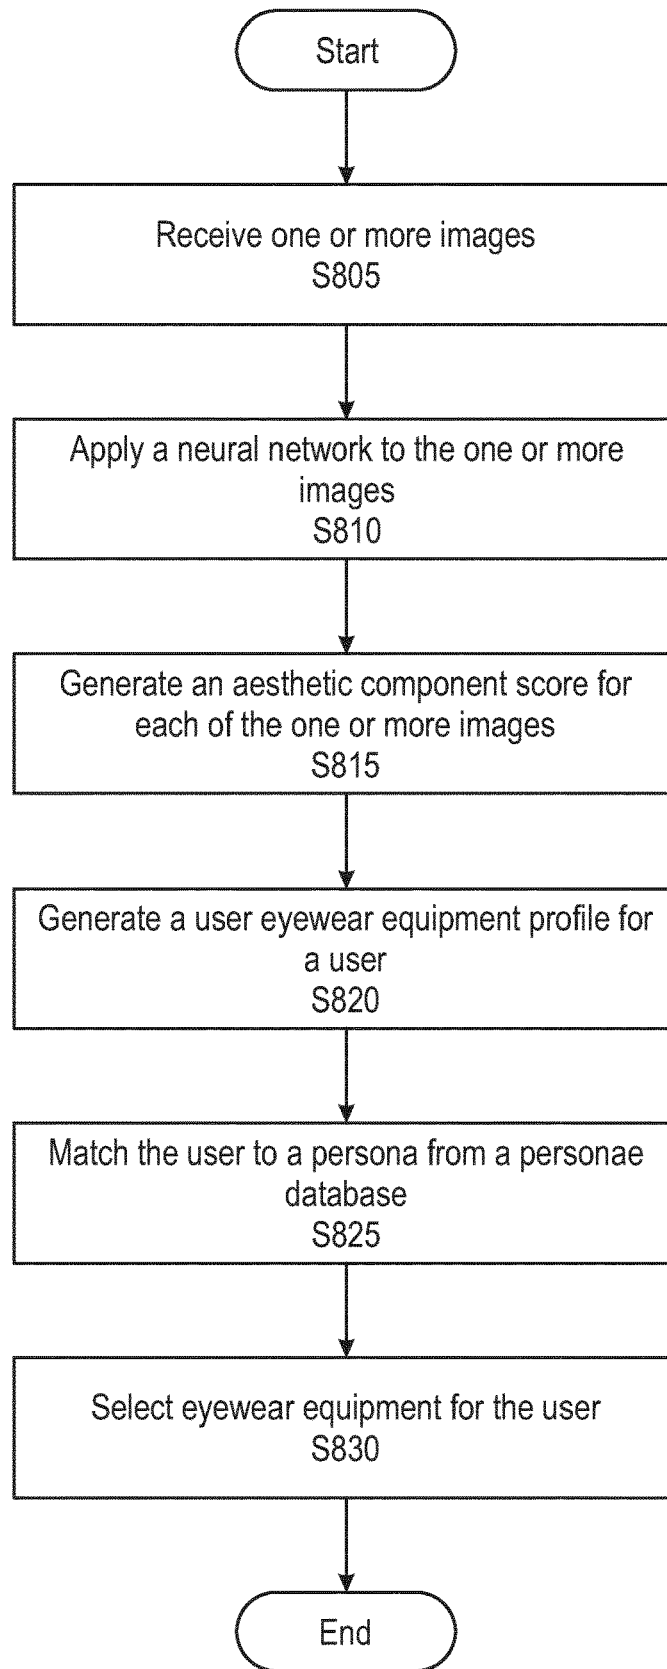 Start
Receive one or more images
S805
Apply a neural network to the one or more
images
S810
Generate an aesthetic component score for
each of the one or more images
S815
Generate a user eyewear equipment profile for
a user
S820
Match the user to a persona from a personae
database
S825
Select eyewear equipment for the user
S830
End